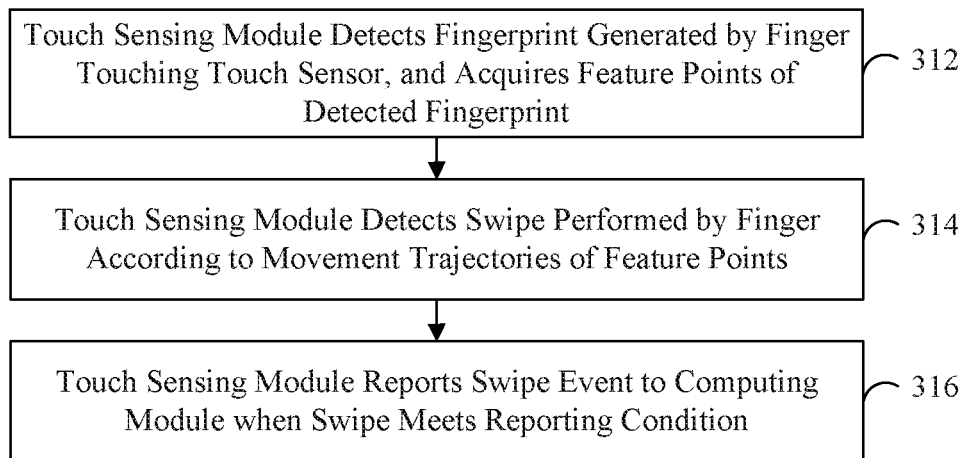 Touch Sensing Module Detects Fingerprint Generated by Finger
Touching Touch Sensor, and Acquires Feature Points of
Detected Fingerprint
312
Touch Sensing Module Detects Swipe Performed by Finger
According to Movement Trajectories of Feature Points
314
Touch Sensing Module Reports Swipe Event to Computing
Module when Swipe Meets Reporting Condition
316